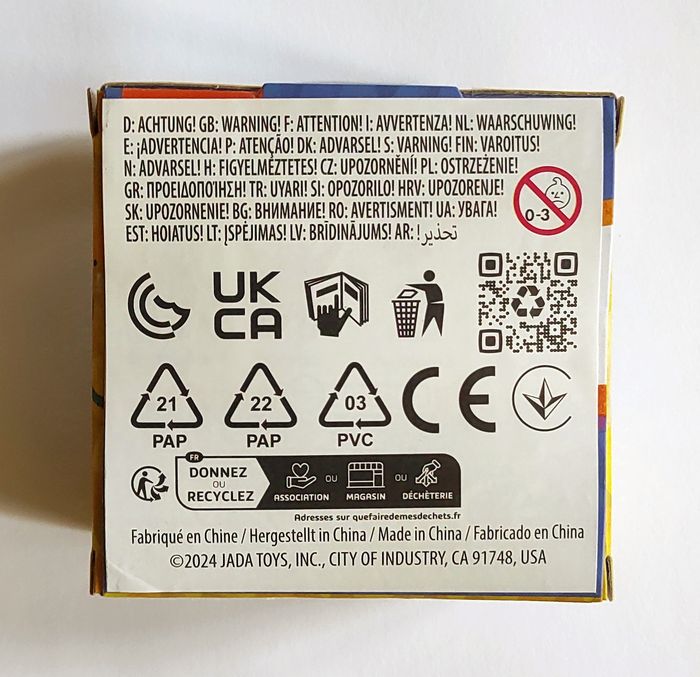 D: ACHTUNG! GB: WARNING! F: ATTENTION! I: AVVERTENZA! NL: WAARSCHUWING!
E: ¡ADVERTENCIA! P: ATENÇÃO! DK: ADVARSEL! S: VARNING! FIN: VAROITUS!
N: ADVARSEL! H: FIGYELMÉZTETES! CZ: UPOZORNĚNÍ! PL: OSTRZEŻENIE!
GR: ΠΡΟΕΙΔΟΠΟΊΗΣΗ! TR: UYARI! SI: OPOZORILO! HRV: UPOZORENJE!
SK: UPOZORNENIE! BG: ВНИМАНИЕ! RO: AVERTISMENT! UA: УВАГА!
EST: HOIATUS! LT: ĮSPĖJIMAS! LV: BRĪDINĀJUMS! AR: تحذير!
0-3
UK
CA
21
PAP
22
PAP
03
PVC
CE
FR
DONNEZ
OU
RECYCLEZ
ASSOCIATION
OU
MAGASIN
OU
DÉCHÈTERIE
Adresses sur quefairedemesdechets.fr
Fabriqué en Chine / Hergestellt in China / Made in China / Fabricado en China
©2024 JADA TOYS, INC., CITY OF INDUSTRY, CA 91748, USA